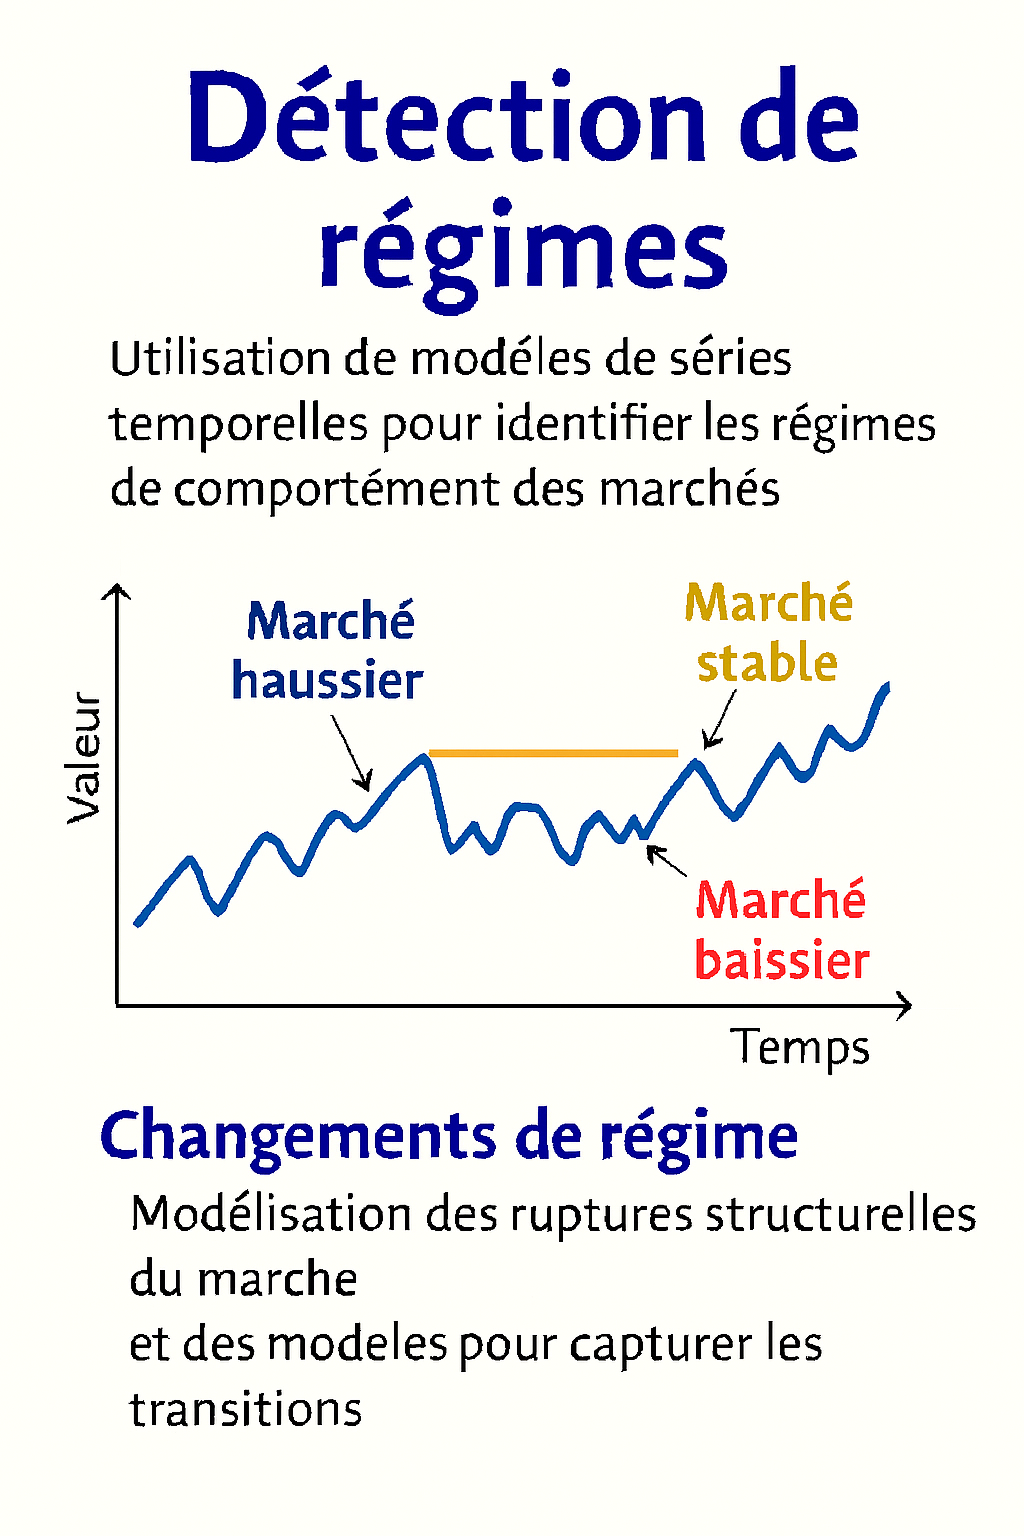 Détection de
régimes
Utilisation de modéles de séries
temporelles pour identifier les régimes
de comportément des marchés
Marché
haussier
Marché
stable
Valeur
Marché
baissier
Temps
Changements de régime
Modélisation des ruptures structurelles
du marche
et des modeles pour capturer les
transitions